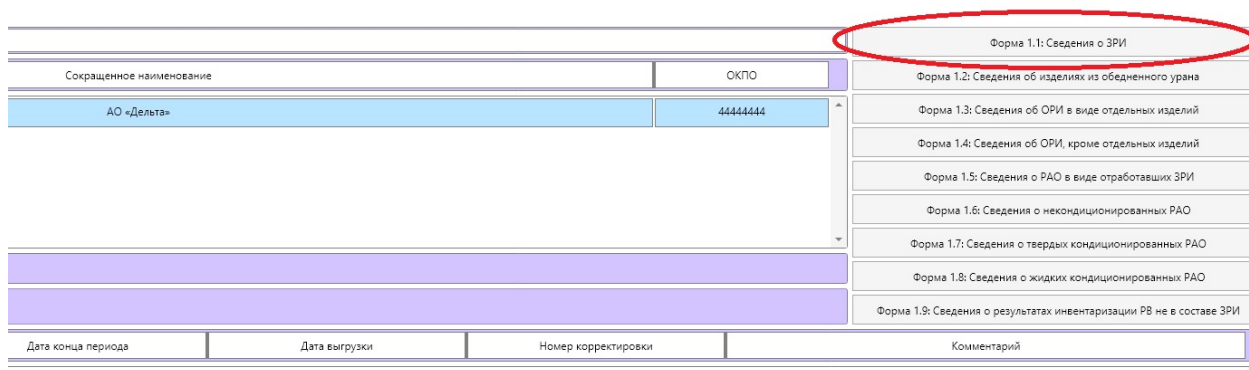 Форма 1.1: Сведения о ЗРИ
Сокращенное наименование
ОКПО
Форма 1.2: Сведения об изделиях из обедненного урана
АО «Дельта»
44444444
Форма 1.3: Сведения об ОРИ в виде отдельных изделий
Форма 1.4: Сведения об ОРИ, кроме отдельных изделий
Форма 1.5: Сведения о РАО в виде отработавших ЗРИ
Форма 1.6: Сведения о некондиционированных РАО
Форма 1.7: Сведения о твердых кондиционированных РАО
Форма 1.8: Сведения о жидких кондиционированных РАО
Форма 1.9: Сведения о результатах инвентаризации РВ не в составе ЗРИ
Дата конца периода
Дата выгрузки
Номер корректировки
Комментарий